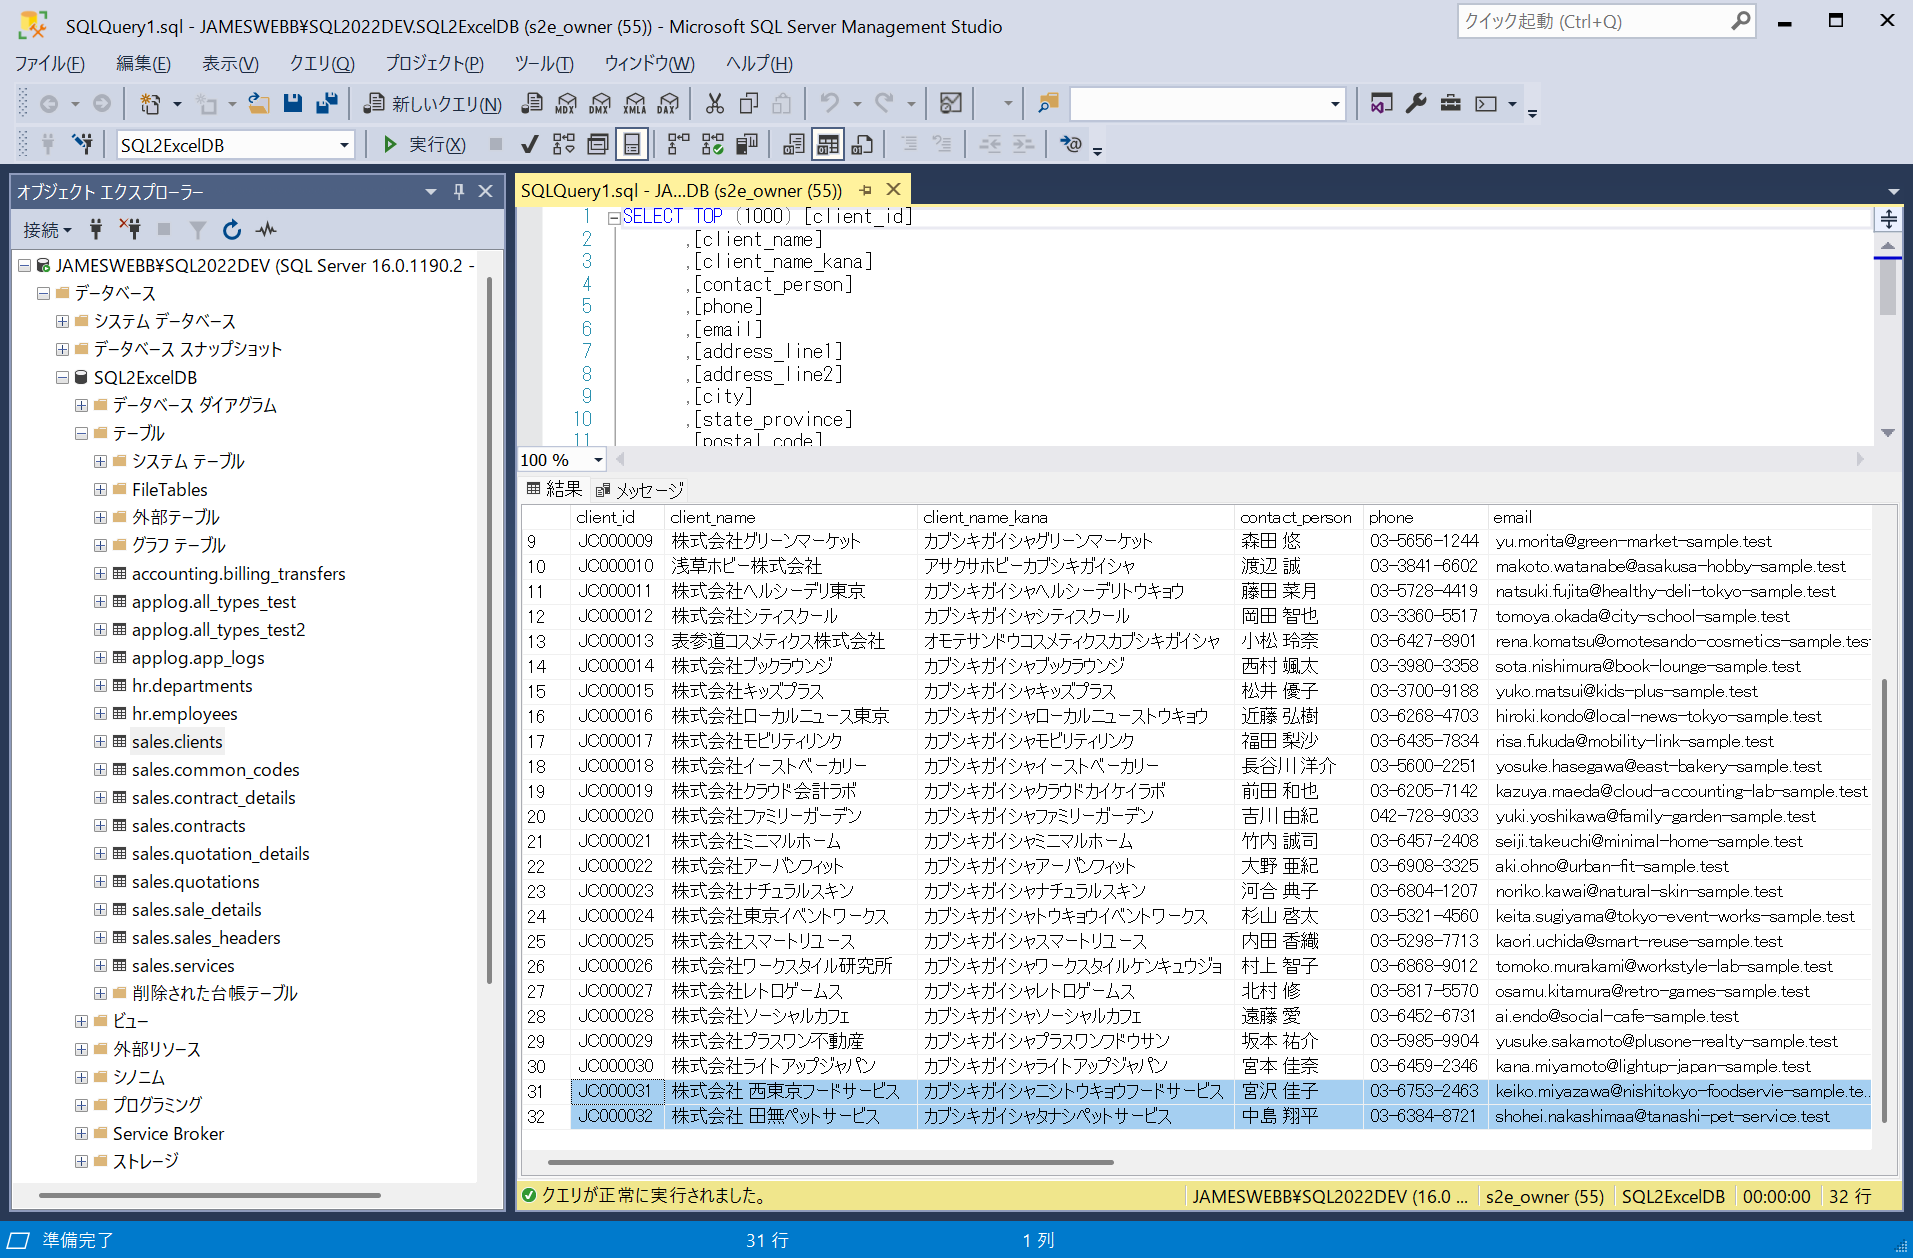 SQLQuery1.sql - JAMESWEBB¥SQL2022DEV.SQL2ExcelDB (s2e_owner (55)) - Microsoft SQL Server Management Studio
クイック起動 (Ctrl+Q)
ファイル(F) 編集(E) 表示(V) クエリ(Q) プロジェクト(P) ツール(T) ウィンドウ(W) ヘルプ(H)
新しいクエリ(N) MDX DMX XMLA DAX
SQL2ExcelDB 実行(X)
オブジェクト エクスプローラー
接続
JAMESWEBB¥SQL2022DEV (SQL Server 16.0.1190.2 -
データベース
システム データベース
データベース スナップショット
SQL2ExcelDB
データベース ダイアグラム
テーブル
システム テーブル
FileTables
外部テーブル
グラフ テーブル
accounting.billing_transfers
applog.all_types_test
applog.all_types_test2
applog.app_logs
hr.departments
hr.employees
sales.clients
sales.common_codes
sales.contract_details
sales.contracts
sales.quotation_details
sales.quotations
sales.sale_details
sales.sales_headers
sales.services
削除された台帳テーブル
ビュー
外部リソース
シノニム
プログラミング
Service Broker
ストレージ
SQLQuery1.sql - JA...DB (s2e_owner (55))
1 SELECT TOP (1000) [client_id]
2 ,[client_name]
3 ,[client_name_kana]
4 ,[contact_person]
5 ,[phone]
6 ,[email]
7 ,[address_line1]
8 ,[address_line2]
9 ,[city]
10 ,[state_province]
11 ,[postal_code]
100 %
結果 メッセージ
client_id client_name client_name_kana contact_person phone email
9 JC000009 株式会社グリーンマーケット カブシキガイシャグリーンマーケット 森田 悠 03-5656-1244 yu.morita@green-market-sample.test
10 JC000010 浅草ホビー株式会社 アサクサホビーカブシキガイシャ 渡辺 誠 03-3841-6602 makoto.watanabe@asakusa-hobby-sample.test
11 JC000011 株式会社ヘルシーデリ東京 カブシキガイシャヘルシーデリトウキョウ 藤田 菜月 03-5728-4419 natsuki.fujita@healthy-deli-tokyo-sample.test
12 JC000012 株式会社シティスクール カブシキガイシャシティスクール 岡田 智也 03-3360-5517 tomoya.okada@city-school-sample.test
13 JC000013 表参道コスメティクス株式会社 オモテサンドウコスメティクスカブシキガイシャ 小松 玲奈 03-6427-8901 rena.komatsu@omotesando-cosmetics-sample.test
14 JC000014 株式会社ブックラウンジ カブシキガイシャブックラウンジ 西村 颯太 03-3980-3358 sota.nishimura@book-lounge-sample.test
15 JC000015 株式会社キッズプラス カブシキガイシャキッズプラス 松井 優子 03-3700-9188 yuko.matsui@kids-plus-sample.test
16 JC000016 株式会社ローカルニュース東京 カブシキガイシャローカルニューストウキョウ 近藤 弘樹 03-6268-4703 hiroki.kondo@local-news-tokyo-sample.test
17 JC000017 株式会社モビリティリンク カブシキガイシャモビリティリンク 福田 梨沙 03-6435-7834 risa.fukuda@mobility-link-sample.test
18 JC000018 株式会社イーストベーカリー カブシキガイシャイーストベーカリー 長谷川 洋介 03-5600-2251 yosuke.hasegawa@east-bakery-sample.test
19 JC000019 株式会社クラウド会計ラボ カブシキガイシャクラウドカイケイラボ 前田 和也 03-6205-7142 kazuya.maeda@cloud-accounting-lab-sample.test
20 JC000020 株式会社ファミリーガーデン カブシキガイシャファミリーガーデン 吉川 由紀 042-728-9033 yuki.yoshikawa@family-garden-sample.test
21 JC000021 株式会社ミニマルホーム カブシキガイシャミニマルホーム 竹内 誠司 03-6457-2408 seiji.takeuchi@minimal-home-sample.test
22 JC000022 株式会社アーバンフィット カブシキガイシャアーバンフィット 大野 亜紀 03-6908-3325 aki.ohno@urban-fit-sample.test
23 JC000023 株式会社ナチュラルスキン カブシキガイシャナチュラルスキン 河合 典子 03-6804-1207 noriko.kawai@natural-skin-sample.test
24 JC000024 株式会社東京イベントワークス カブシキガイシャトウキョウイベントワークス 杉山 啓太 03-5321-4560 keita.sugiyama@tokyo-event-works-sample.test
25 JC000025 株式会社スマートリユース カブシキガイシャスマートリユース 内田 香織 03-5298-7713 kaori.uchida@smart-reuse-sample.test
26 JC000026 株式会社ワークスタイル研究所 カブシキガイシャワークスタイルケンキュウジョ 村上 智子 03-6868-9012 tomoko.murakami@workstyle-lab-sample.test
27 JC000027 株式会社レトロゲームス カブシキガイシャレトロゲームス 北村 修 03-5817-5570 osamu.kitamura@retro-games-sample.test
28 JC000028 株式会社ソーシャルカフェ カブシキガイシャソーシャルカフェ 遠藤 愛 03-6452-6731 ai.endo@social-cafe-sample.test
29 JC000029 株式会社プラスワン不動産 カブシキガイシャプラスワンフドウサン 坂本 祐介 03-5985-9904 yusuke.sakamoto@plusone-realty-sample.test
30 JC000030 株式会社ライトアップジャパン カブシキガイシャライトアップジャパン 宮本 佳奈 03-6459-2346 kana.miyamoto@lightup-japan-sample.test
31 JC000031 株式会社 西東京フードサービス カブシキガイシャニシトウキョウフードサービス 宮沢 佳子 03-6753-2463 keiko.miyazawa@nishitokyo-foodservie-sample.te...
32 JC000032 株式会社 田無ペットサービス カブシキガイシャタナシペットサービス 中島 翔平 03-6384-8721 shohei.nakashimaa@tanashi-pet-service.test
クエリが正常に実行されました。 JAMESWEBB¥SQL2022DEV (16.0 ... s2e_owner (55) SQL2ExcelDB 00:00:00 32 行
準備完了 31 行 1 列